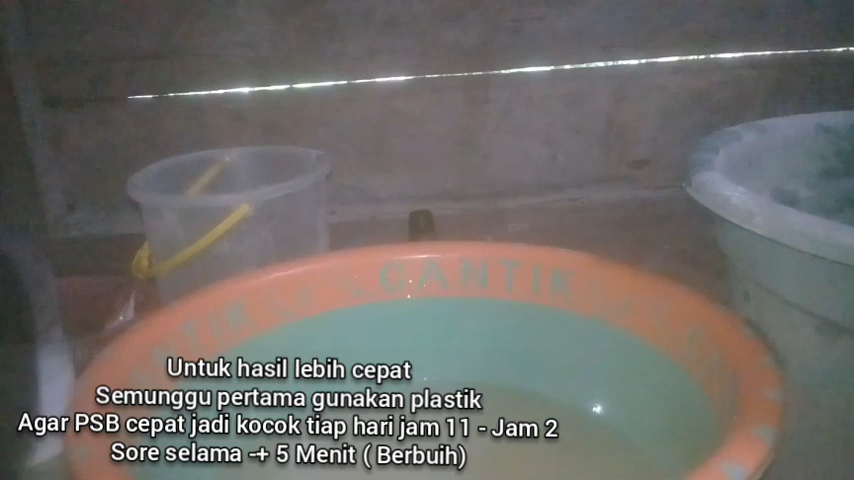 CANTIK
Untuk hasil lebih cepat
Semunggu pertama gunakan plastik
Agar PSB cepat jadi kocok tiap hari jam 11 - Jam 2
Sore selama -+ 5 Menit ( Berbuih)